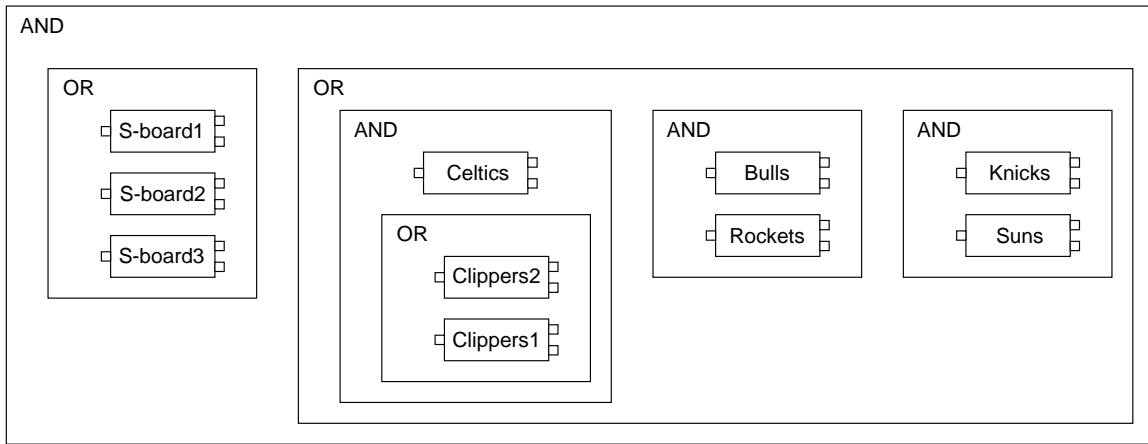 AND
OR
S-board1
S-board2
S-board3
OR
AND
Celtics
OR
Clippers2
Clippers1
AND
Bulls
Rockets
AND
Knicks
Suns